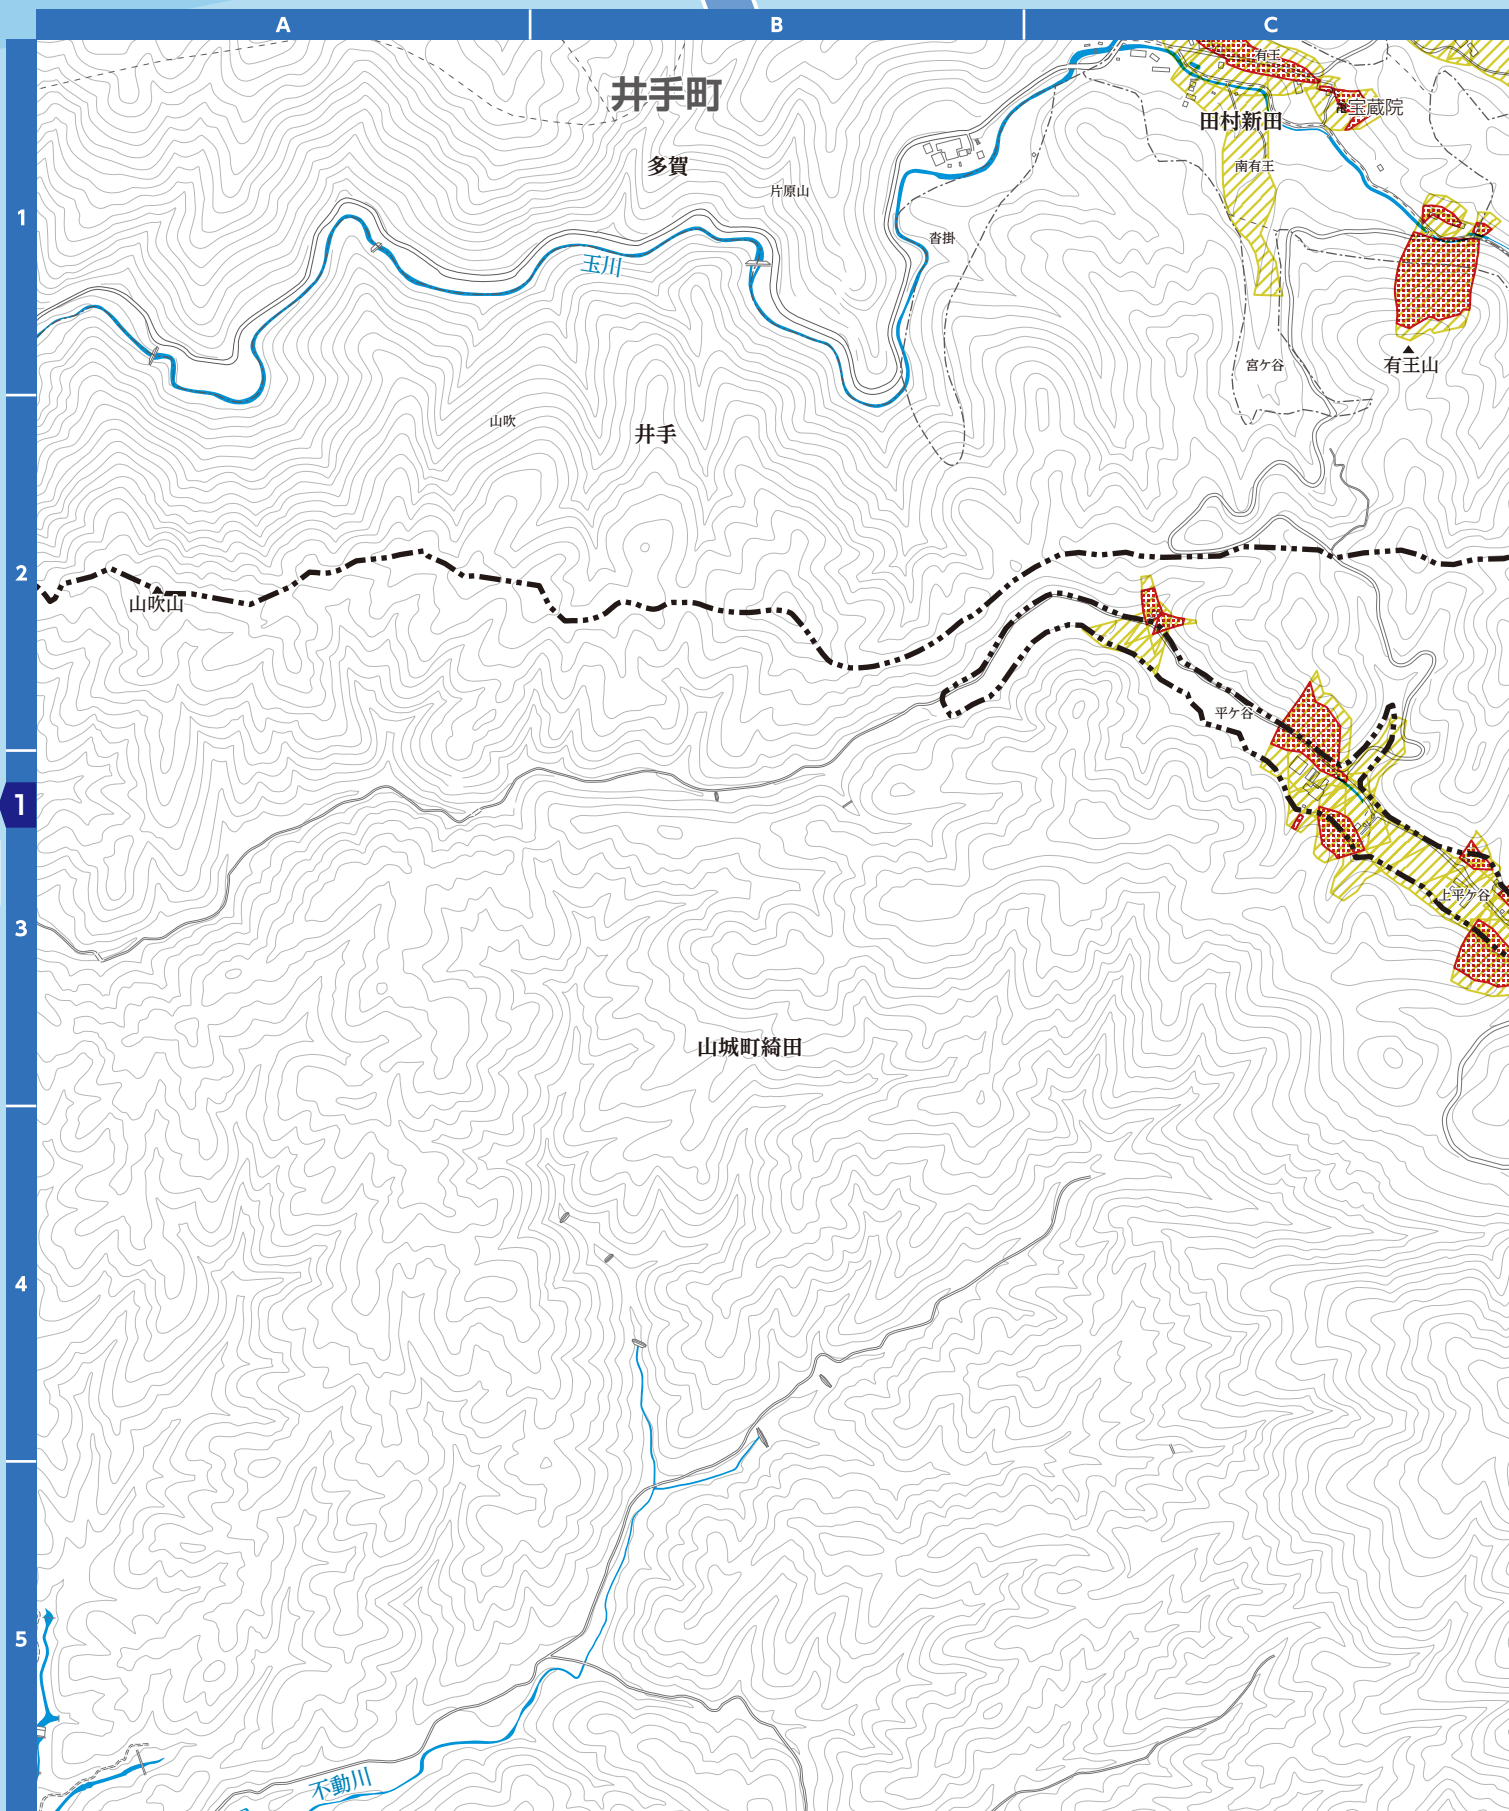 A
B
C
1
2
1
3
4
5
井手町
多賀
片原山
玉川
沓掛
有王
宝蔵院
田村新田
南有王
宮ケ谷
有王山
山吹
井手
山吹山
平ケ谷
上平ケ谷
山城町綺田
不動川